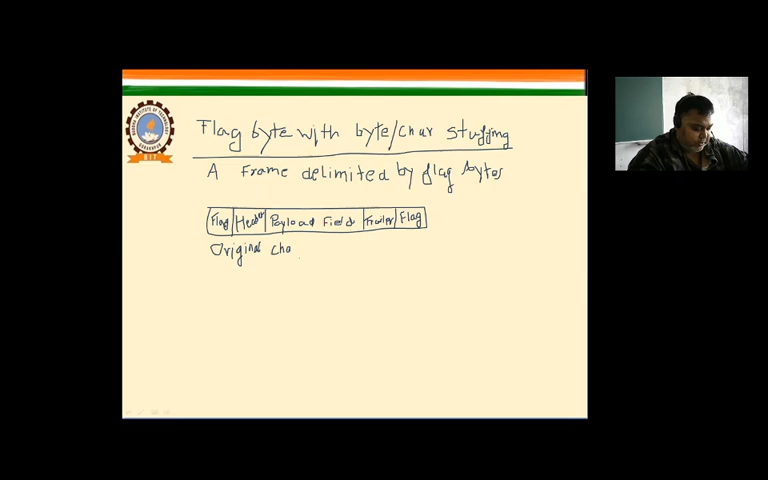 Flag byte with byte/char stuffing
A Frame delimited by flag bytes
Flag Header Payload Field Trailer Flag
Original cha
BIT